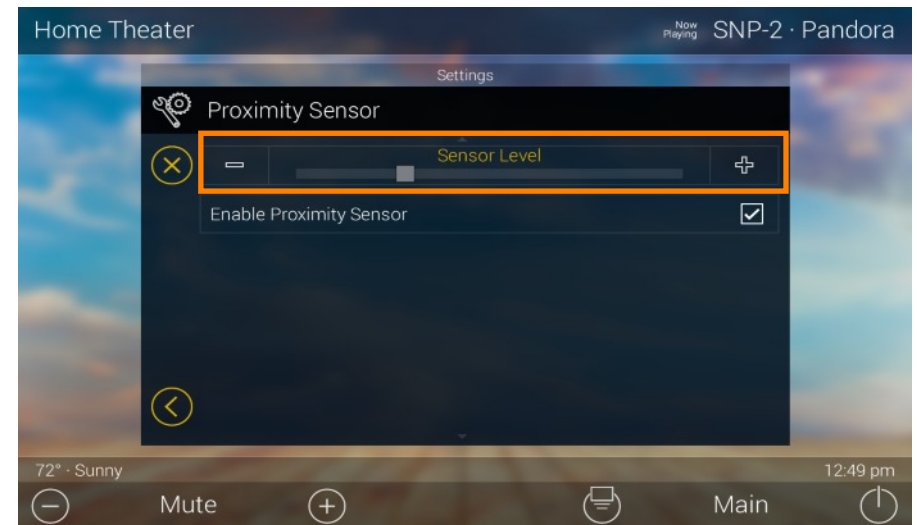 Home Theater
Now Playing SNP-2 · Pandora
Settings
Proximity Sensor
Sensor Level
Enable Proximity Sensor
72° · Sunny
12:49 pm
Mute
Main